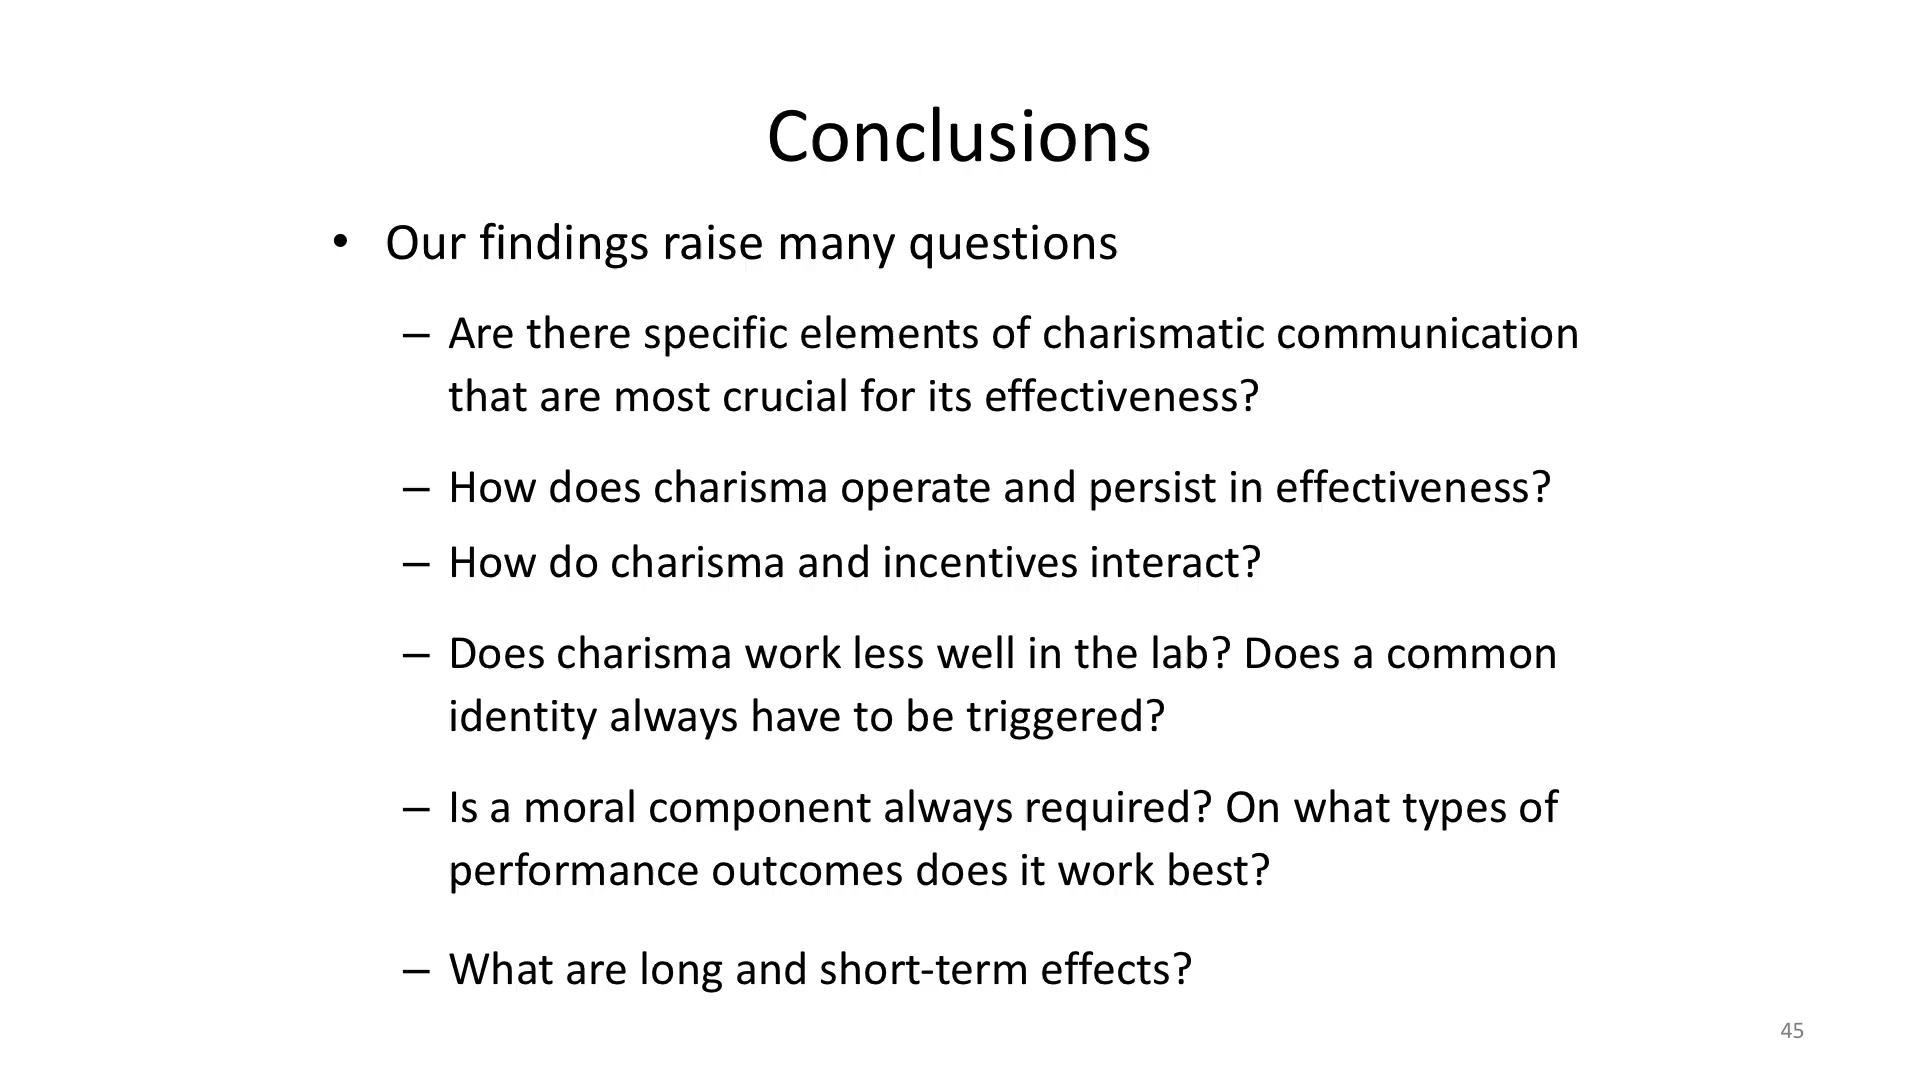 Conclusions
• Our findings raise many questions
– Are there specific elements of charismatic communication
that are most crucial for its effectiveness?
– How does charisma operate and persist in effectiveness?
– How do charisma and incentives interact?
– Does charisma work less well in the lab? Does a common
identity always have to be triggered?
– Is a moral component always required? On what types of
performance outcomes does it work best?
– What are long and short-term effects?
45